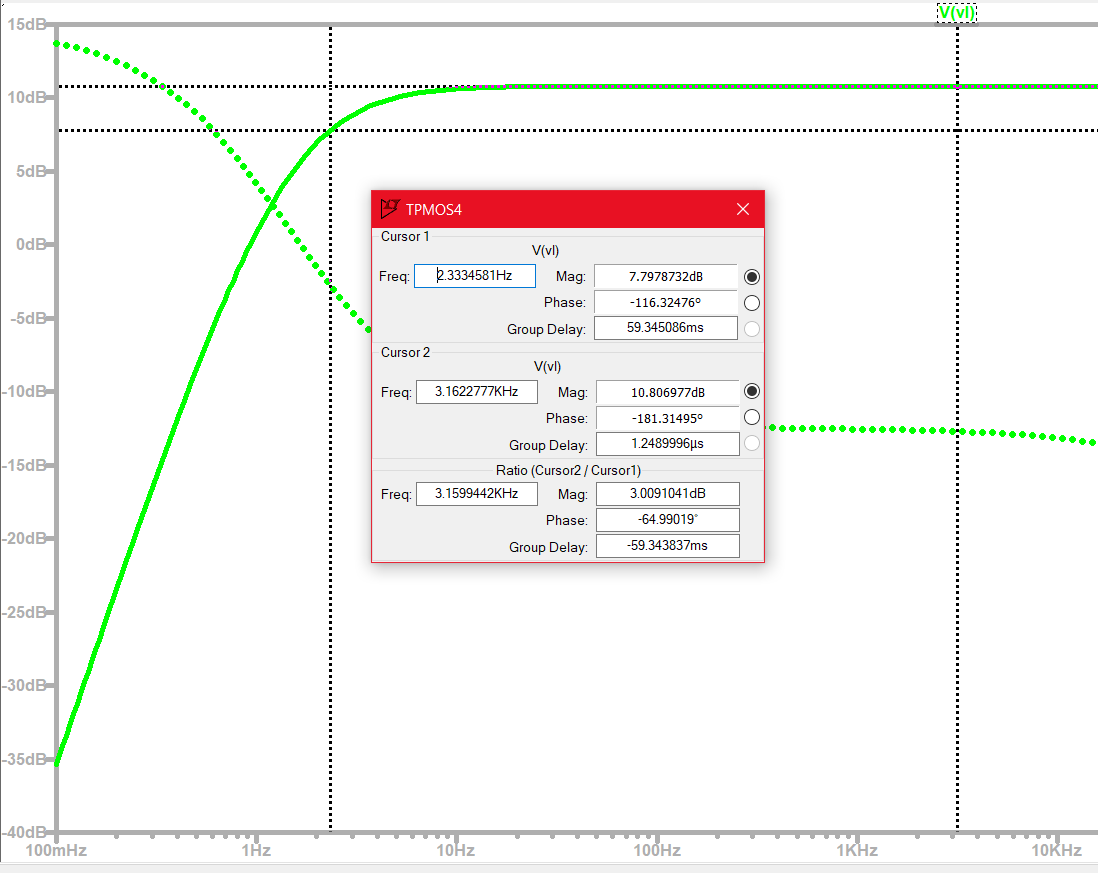 V(vl)
15dB
10dB
5dB
0dB
-5dB
-10dB
-15dB
-20dB
-25dB
-30dB
-35dB
-40dB
TPMOS4
Cursor 1
V(vl)
Freq: 2.3334581Hz Mag: 7.7978732dB
Phase: -116.32476º
Group Delay: 59.345086ms
Cursor 2
V(vl)
Freq: 3.1622777KHz Mag: 10.806977dB
Phase: -181.31495º
Group Delay: 1.2489996µs
Ratio (Cursor2 / Cursor1)
Freq: 3.1599442KHz Mag: 3.0091041dB
Phase: -64.99019°
Group Delay: -59.343837ms
100mHz 1Hz 10Hz 100Hz 1KHz 10KHz